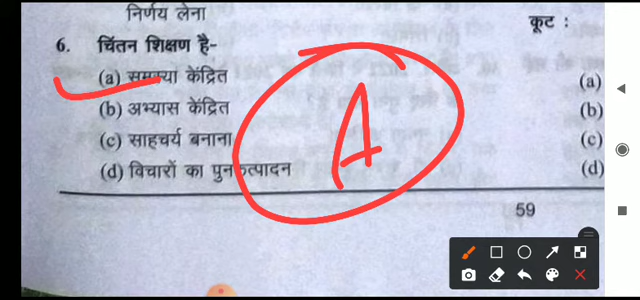 निर्णय लेना
कूट :
6. चिंतन शिक्षण है-
(a) समस्या केंद्रित
(b) अभ्यास केंद्रित
(c) साहचर्य बनाना
(d) विचारों का पुनरुत्पादन
A
(a)
(b)
(c)
(d)
59